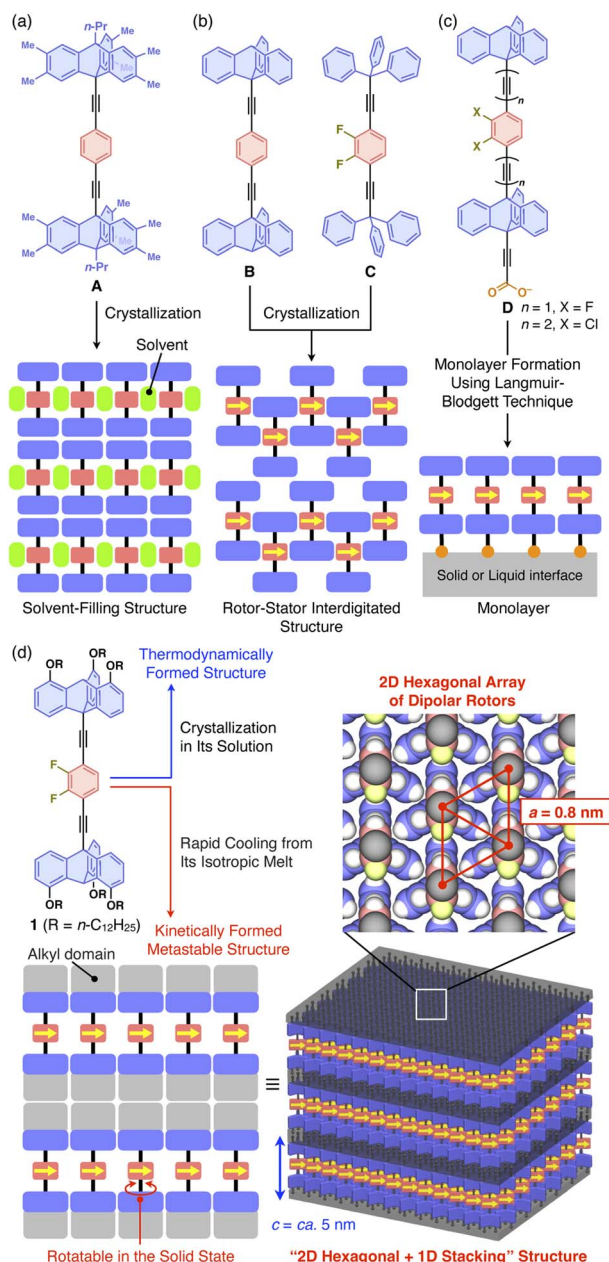 (a)
n-Pr
Me
Me
Me
Me
Me
Me
Me
Me
Me
Me
Me
Me
n-Pr
A
Crystallization
Solvent
Solvent-Filling Structure
(b)
F
F
B
C
Crystallization
Rotor-Stator Interdigitated
Structure
(c)
n
X
X
n
O
O⁻
D
n = 1, X = F
n = 2, X = Cl
Monolayer Formation
Using Langmuir-
Blodgett Technique
Solid or Liquid interface
Monolayer
(d)
OR
OR
OR
F
F
OR
OR
OR
1 (R = n-C₁₂H₂₅)
Thermodynamically
Formed Structure
Crystallization
in Its Solution
Rapid Cooling from
Its Isotropic Melt
Kinetically Formed
Metastable Structure
2D Hexagonal Array
of Dipolar Rotors
a = 0.8 nm
Alkyl domain
≡
c = ca. 5 nm
Rotatable in the Solid State
“2D Hexagonal + 1D Stacking” Structure